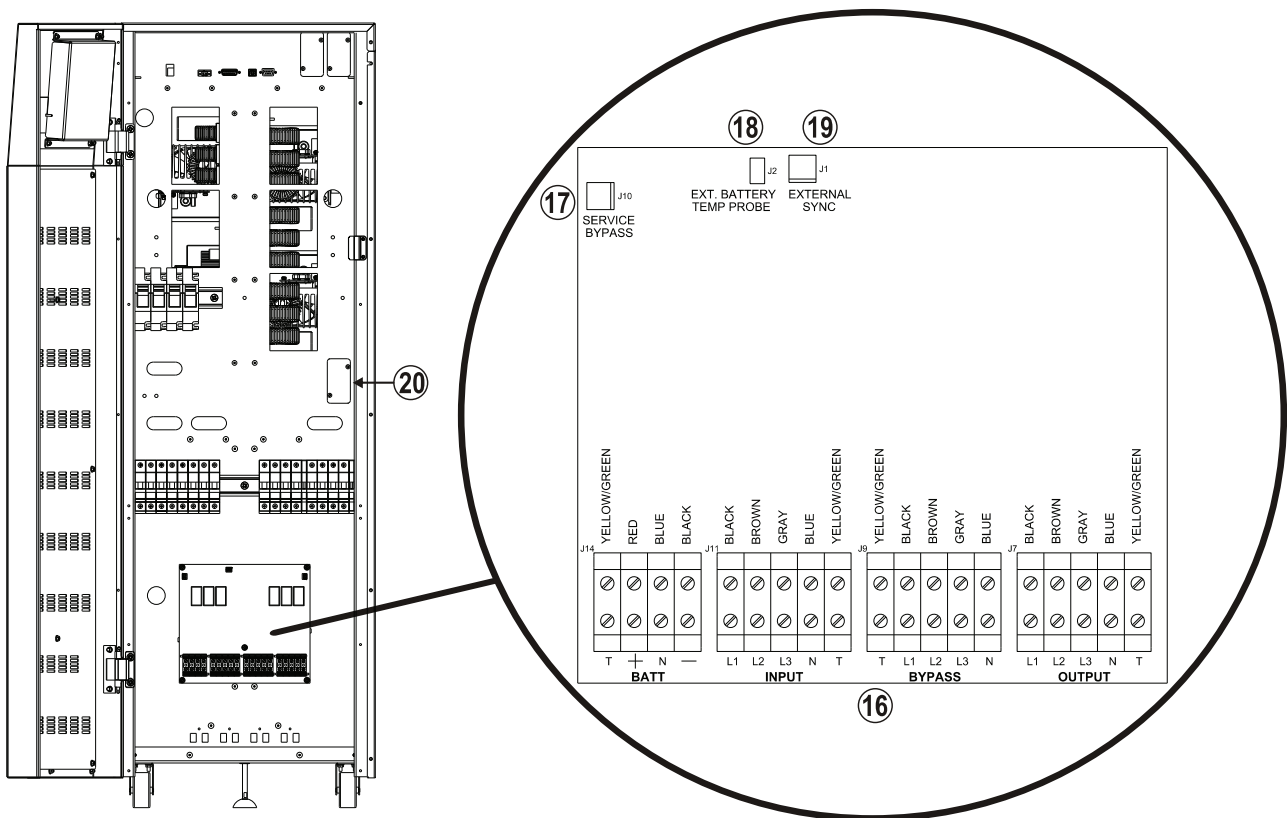 18
19
J2
J1
EXT. BATTERY
TEMP PROBE
EXTERNAL
SYNC
17
J10
SERVICE
BYPASS
20
J14
YELLOW/GREEN
RED
BLUE
BLACK
J11
BLACK
BROWN
GRAY
BLUE
YELLOW/GREEN
J9
YELLOW/GREEN
BLACK
BROWN
GRAY
BLUE
J7
BLACK
BROWN
GRAY
BLUE
YELLOW/GREEN
T + N −
L1 L2 L3 N T
T L1 L2 L3 N
L1 L2 L3 N T
BATT
INPUT
BYPASS
OUTPUT
16